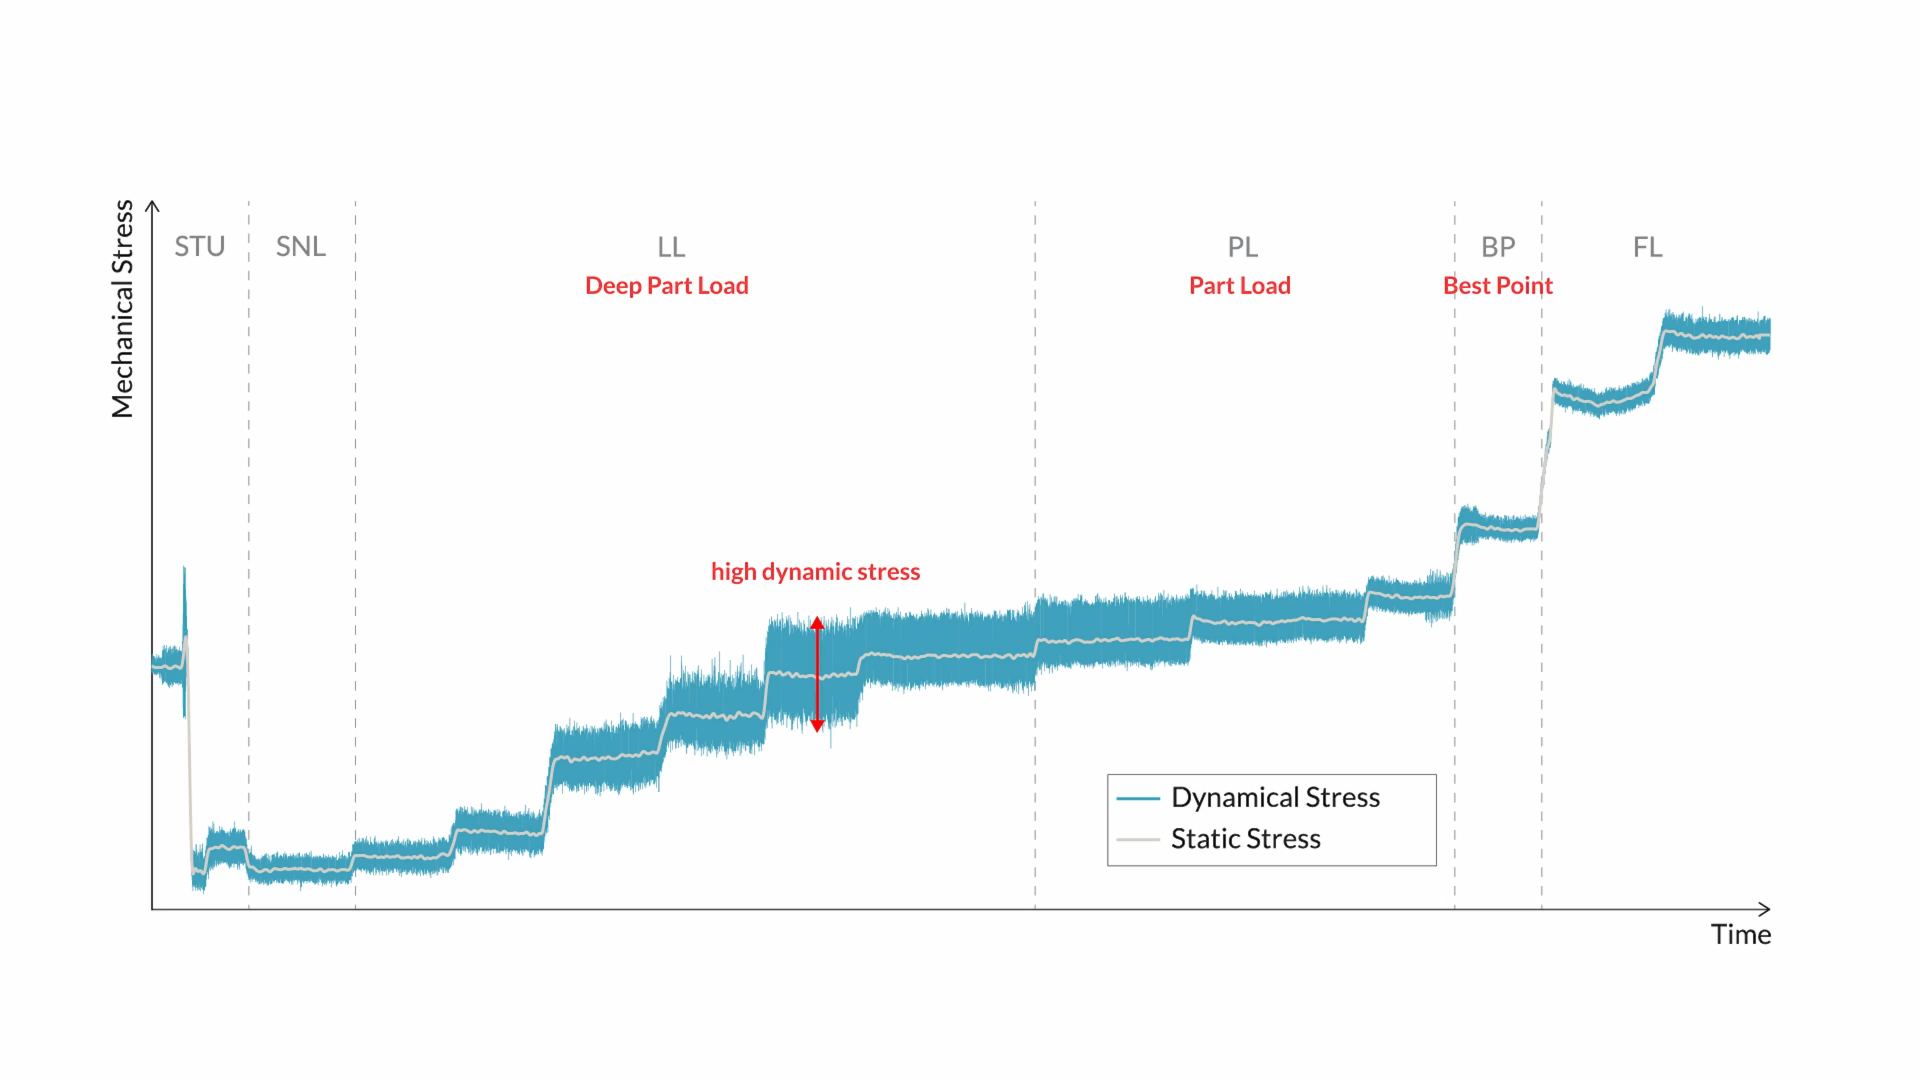 Mechanical Stress
STU
SNL
LL
Deep Part Load
PL
Part Load
BP
Best Point
FL
high dynamic stress
Dynamical Stress
Static Stress
Time